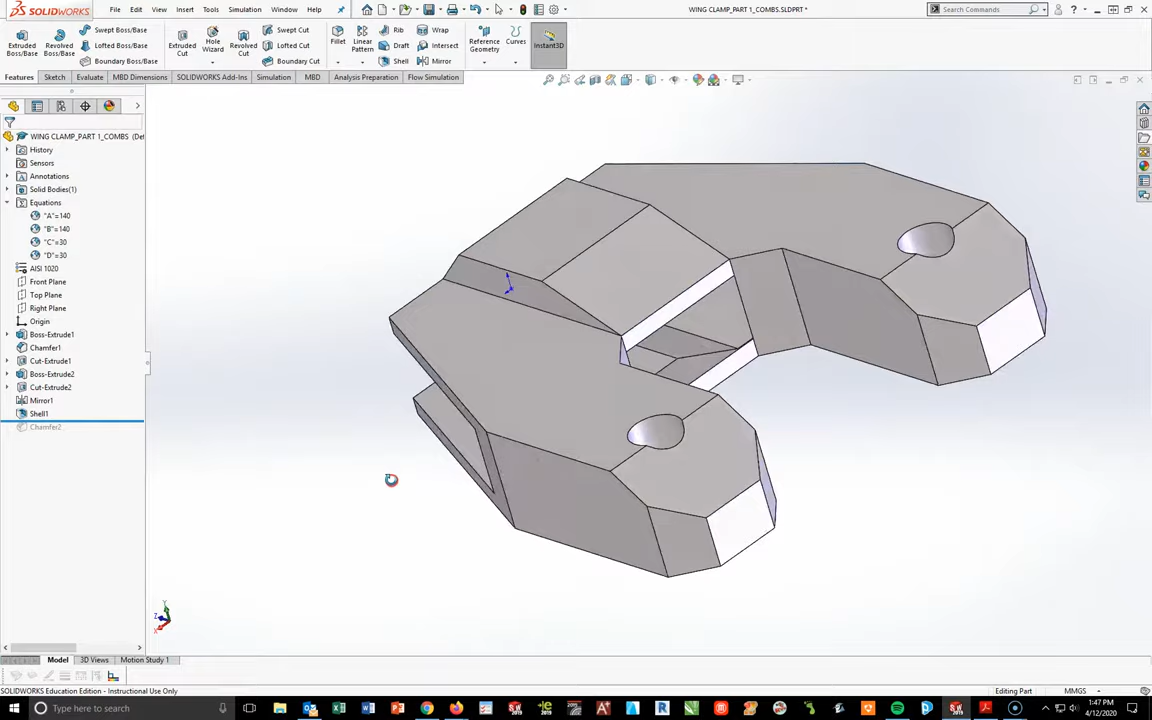 SOLIDWORKS File Edit View Insert Tools Simulation Window Help
WING CLAMP_PART 1_COMBS.SLDPRT *
Search Commands
Extruded Boss/Base
Revolved Boss/Base
Swept Boss/Base
Lofted Boss/Base
Boundary Boss/Base
Extruded Cut
Hole Wizard
Revolved Cut
Swept Cut
Lofted Cut
Boundary Cut
Fillet
Linear Pattern
Rib
Draft
Shell
Wrap
Intersect
Mirror
Reference Geometry
Curves
Instant3D
Features Sketch Evaluate MBD Dimensions SOLIDWORKS Add-Ins Simulation MBD Analysis Preparation Flow Simulation
WING CLAMP_PART 1_COMBS (Def
History
Sensors
Annotations
Solid Bodies(1)
Equations
"A"=140
"B"=140
"C"=30
"D"=30
AISI 1020
Front Plane
Top Plane
Right Plane
Origin
Boss-Extrude1
Chamfer1
Cut-Extrude1
Boss-Extrude2
Cut-Extrude2
Mirror1
Shell1
Chamfer2
Y
Z
X
Model 3D Views Motion Study 1
SOLIDWORKS Education Edition - Instructional Use Only
Editing Part
MMGS
Type here to search
1:47 PM
4/12/2020